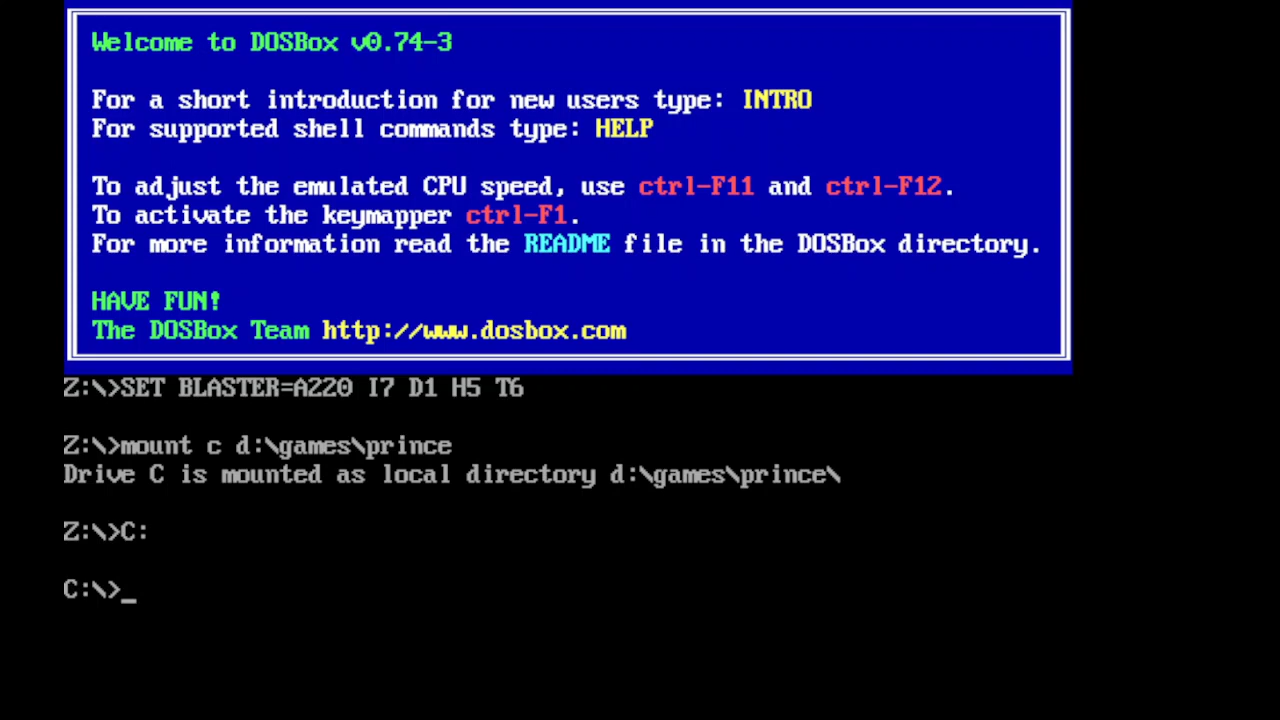 Welcome to DOSBox v0.74-3
For a short introduction for new users type: INTRO
For supported shell commands type: HELP
To adjust the emulated CPU speed, use ctrl-F11 and ctrl-F12.
To activate the keymapper ctrl-F1.
For more information read the README file in the DOSBox directory.
HAVE FUN!
The DOSBox Team http://www.dosbox.com
Z:\>SET BLASTER=A220 I7 D1 H5 T6
Z:\>mount c d:\games\prince
Drive C is mounted as local directory d:\games\prince\
Z:\>C:
C:\>_